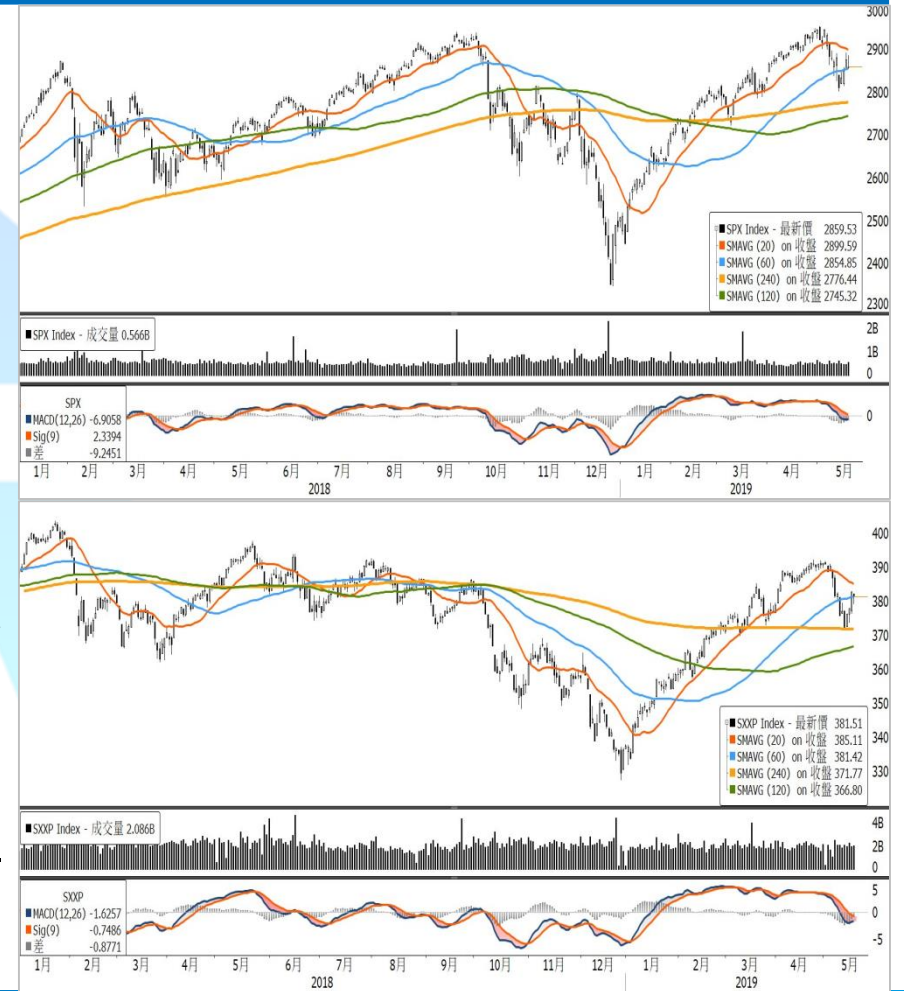 3000
2900
2800
2700
2600
2500
2400
2300
SPX Index - 最新價 2859.53
SMAVG (20) on 收盤 2899.59
SMAVG (60) on 收盤 2854.85
SMAVG (240) on 收盤 2776.44
SMAVG (120) on 收盤 2745.32
SPX Index - 成交量 0.566B
2B
1B
0
SPX
MACD(12,26) -6.9058
Sig(9) 2.3394
差 -9.2451
0
1月 2月 3月 4月 5月 6月 7月 8月 9月 10月 11月 12月 1月 2月 3月 4月 5月
2018 2019
400
390
380
370
360
350
340
330
SXXP Index - 最新價 381.51
SMAVG (20) on 收盤 385.11
SMAVG (60) on 收盤 381.42
SMAVG (240) on 收盤 371.77
SMAVG (120) on 收盤 366.80
SXXP Index - 成交量 2.086B
4B
2B
0
SXXP
MACD(12,26) -1.6257
Sig(9) -0.7486
差 -0.8771
5
0
-5
1月 2月 3月 4月 5月 6月 7月 8月 9月 10月 11月 12月 1月 2月 3月 4月 5月
2018 2019